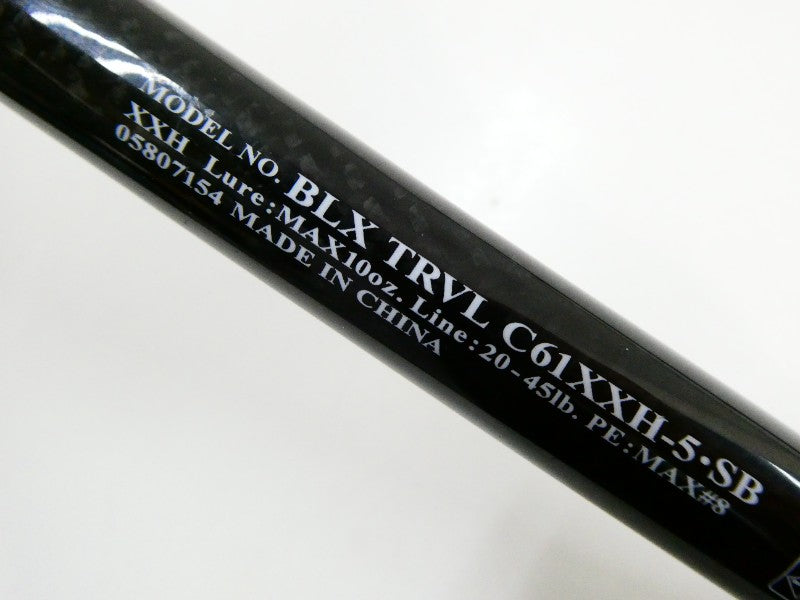 MODEL NO. BLX TRVL C61XXH-5・SB
XXH Lure:MAX10oz. Line:20-45lb. PE:MAX#8
05807154 MADE IN CHINA